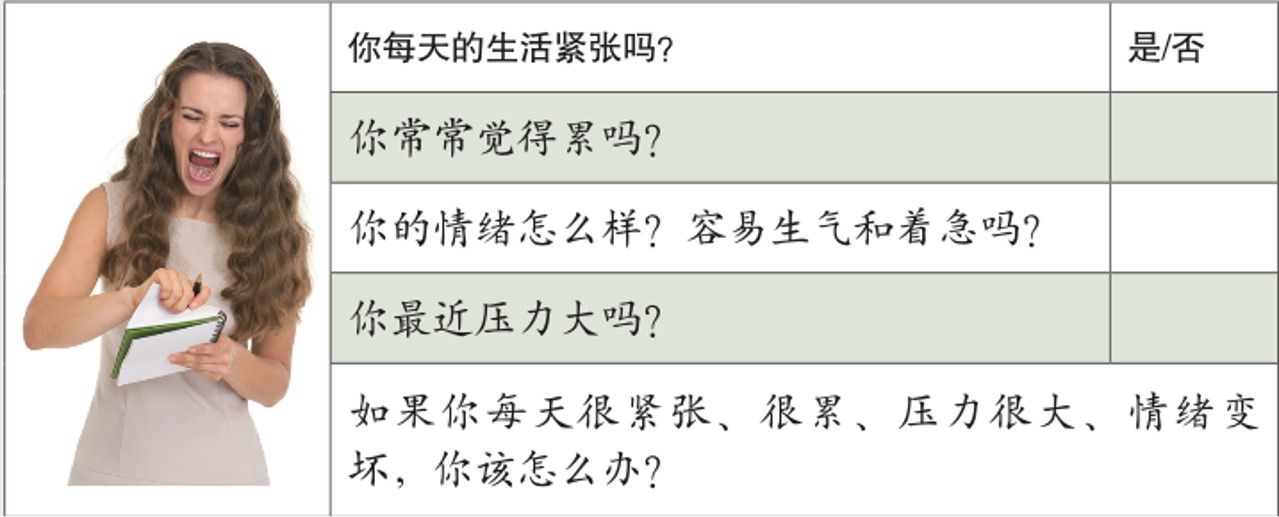 你每天的生活紧张吗？
是/否
你常常觉得累吗？
你的情绪怎么样？容易生气和着急吗？
你最近压力大吗？
如果你每天很紧张、很累、压力很大、情绪变
坏，你该怎么办？